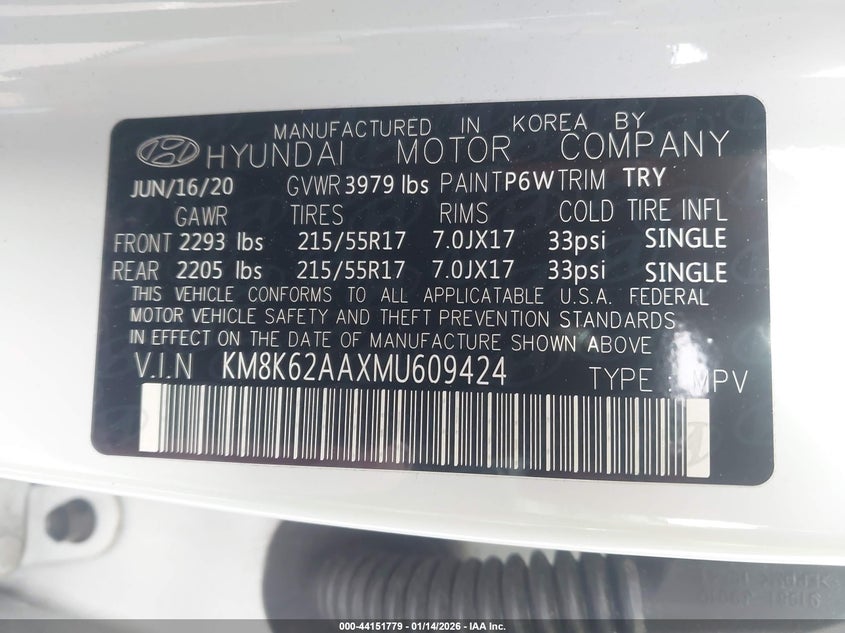 MANUFACTURED IN KOREA BY
HYUNDAI MOTOR COMPANY
JUN/16/20 GVWR 3979 lbs PAINT P6W TRIM TRY
GAWR TIRES RIMS COLD TIRE INFL
FRONT 2293 lbs 215/55R17 7.0JX17 33psi SINGLE
REAR 2205 lbs 215/55R17 7.0JX17 33psi SINGLE
THIS VEHICLE CONFORMS TO ALL APPLICATABLE U.S.A. FEDERAL
MOTOR VEHICLE SAFETY AND THEFT PREVENTION STANDARDS
IN EFFECT ON THE DATE OF MANUFACTURE SHOWN ABOVE
V.I.N KM8K62AAXMU609424 TYPE : MPV
000-44151779 - 01/14/2026 - IAA Inc.